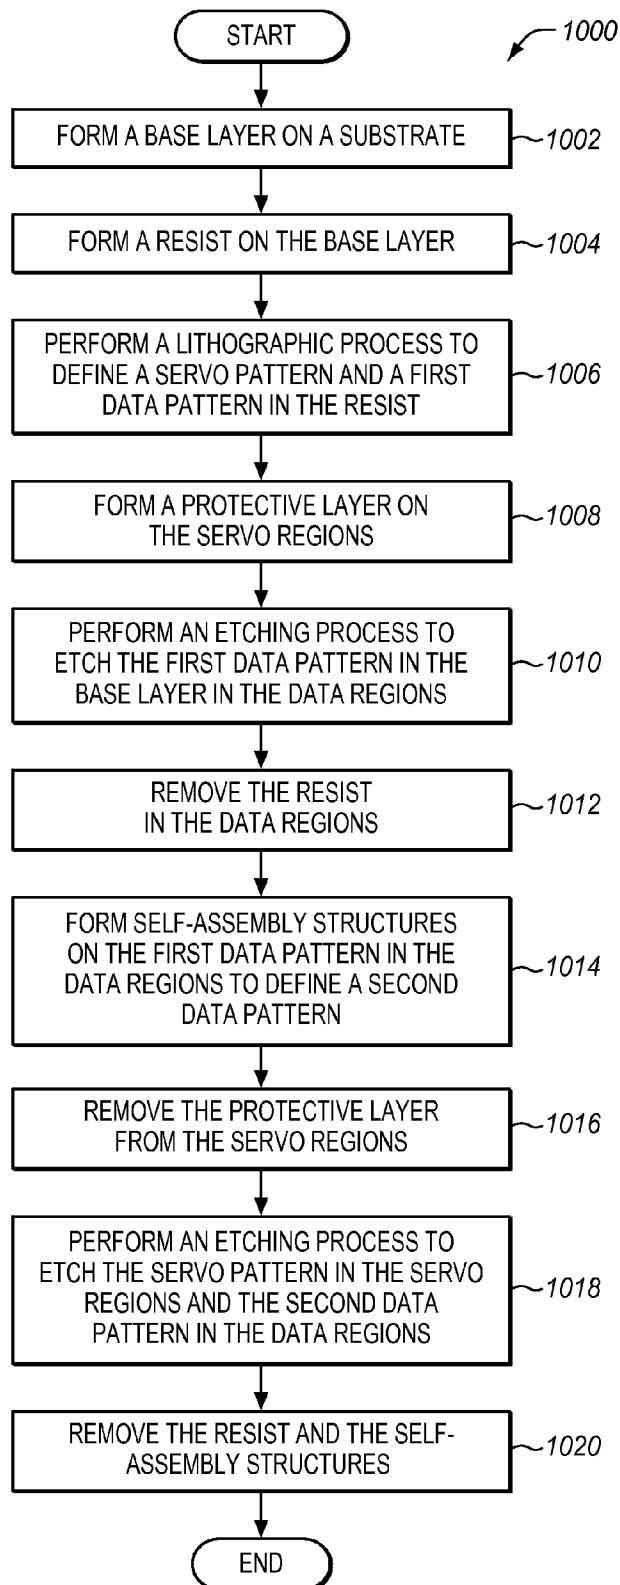 START
1000
FORM A BASE LAYER ON A SUBSTRATE
1002
FORM A RESIST ON THE BASE LAYER
1004
PERFORM A LITHOGRAPHIC PROCESS TO
DEFINE A SERVO PATTERN AND A FIRST
DATA PATTERN IN THE RESIST
1006
FORM A PROTECTIVE LAYER ON
THE SERVO REGIONS
1008
PERFORM AN ETCHING PROCESS TO
ETCH THE FIRST DATA PATTERN IN THE
BASE LAYER IN THE DATA REGIONS
1010
REMOVE THE RESIST
IN THE DATA REGIONS
1012
FORM SELF-ASSEMBLY STRUCTURES
ON THE FIRST DATA PATTERN IN THE
DATA REGIONS TO DEFINE A SECOND
DATA PATTERN
1014
REMOVE THE PROTECTIVE LAYER
FROM THE SERVO REGIONS
1016
PERFORM AN ETCHING PROCESS TO
ETCH THE SERVO PATTERN IN THE SERVO
REGIONS AND THE SECOND DATA
PATTERN IN THE DATA REGIONS
1018
REMOVE THE RESIST AND THE SELF-
ASSEMBLY STRUCTURES
1020
END